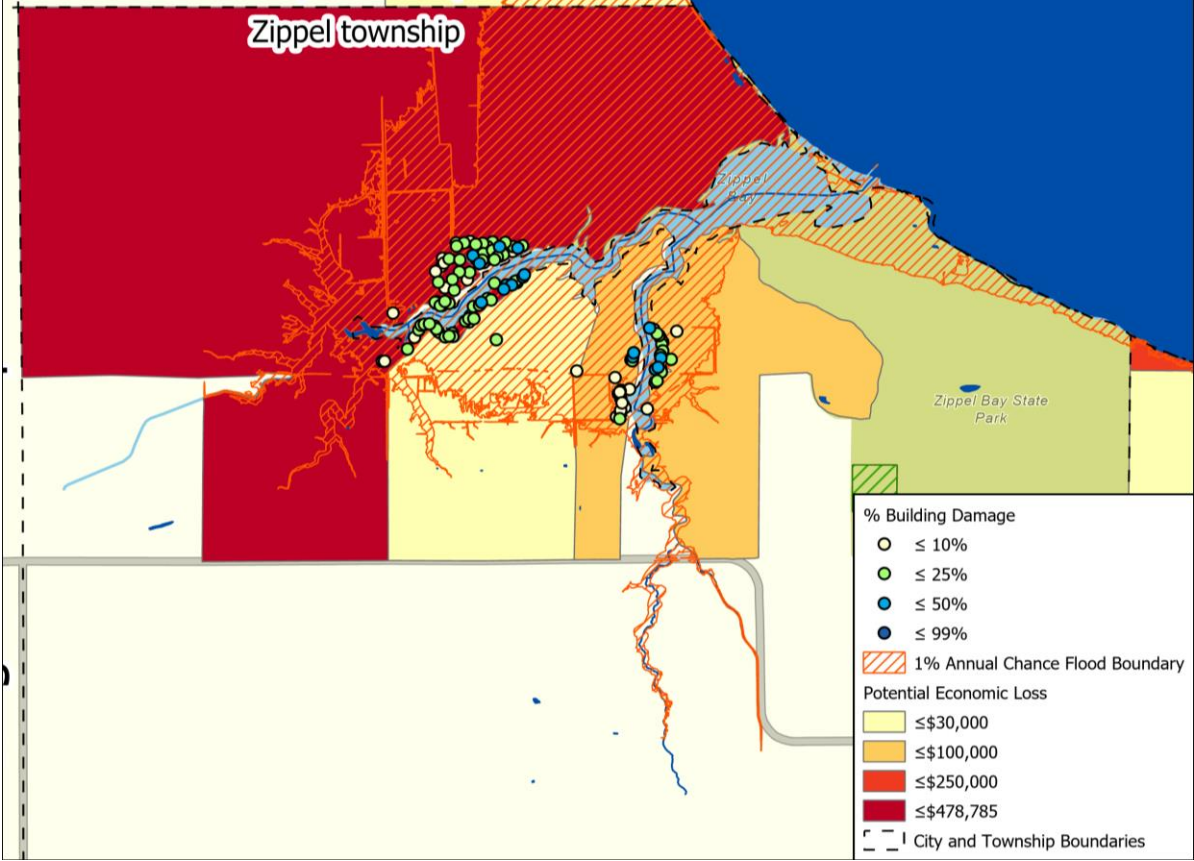 Zippel township
Zippel
Bay
Zippel Bay State
Park
% Building Damage
≤ 10%
≤ 25%
≤ 50%
≤ 99%
1% Annual Chance Flood Boundary
Potential Economic Loss
≤$30,000
≤$100,000
≤$250,000
≤$478,785
City and Township Boundaries